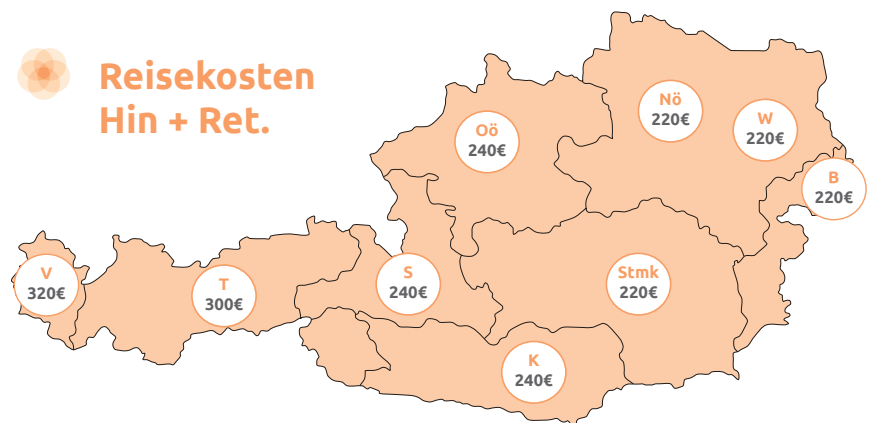 Reisekosten
Hin + Ret.
Nö
220€
W
220€
Oö
240€
B
220€
V
320€
T
300€
S
240€
Stmk
220€
K
240€